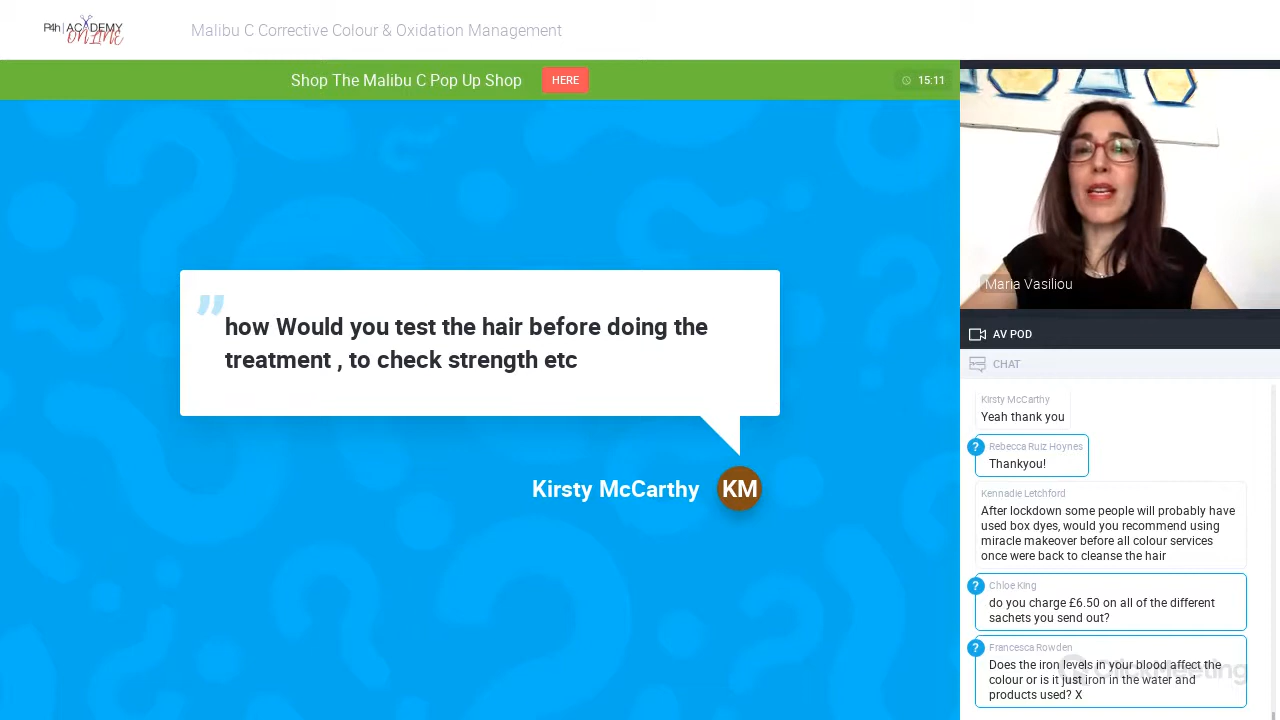 P4h | ACADEMY
ONLINE
Malibu C Corrective Colour & Oxidation Management
Shop The Malibu C Pop Up Shop
HERE
15:11
how Would you test the hair before doing the
treatment , to check strength etc
Kirsty McCarthy
KM
Maria Vasiliou
AV POD
CHAT
Kirsty McCarthy
Yeah thank you
?
Rebecca Ruiz Hoynes
Thankyou!
Kennadie Letchford
After lockdown some people will probably have
used box dyes, would you recommend using
miracle makeover before all colour services
once were back to cleanse the hair
?
Chloe King
do you charge £6.50 on all of the different
sachets you send out?
?
Francesca Rowden
Does the iron levels in your blood affect the
colour or is it just iron in the water and
products used? X
ClickMeeting